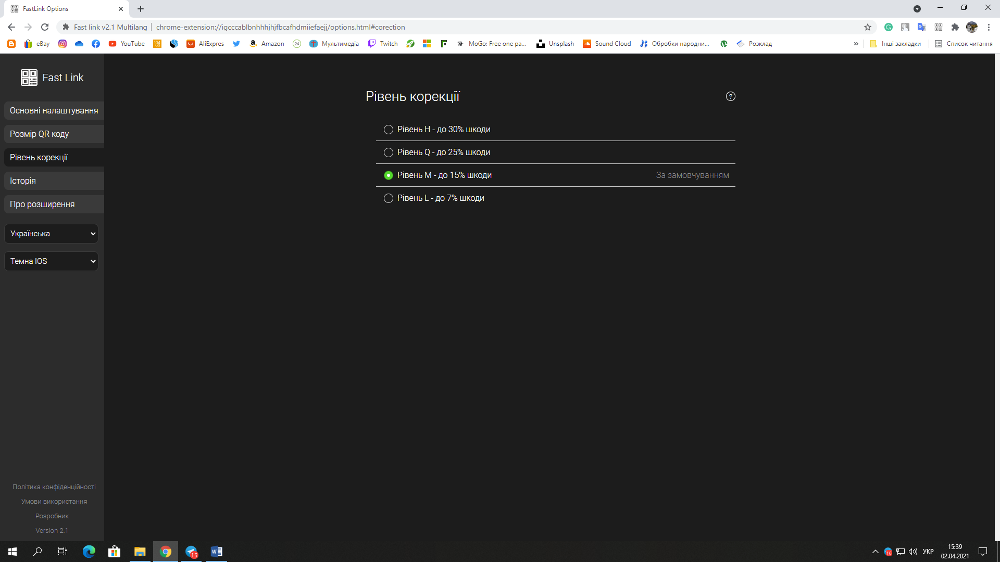 FastLink Options
Fast link v2.1 Multilang
chrome-extension://igcccablbnhhhjhjfbcafhdmiiefaejj/options.html#corection
eBay
YouTube
104.ua
AliExpres
Amazon
24
Мультимедіа
Twitch
MoGo: Free one pa...
Unsplash
Sound Cloud
Обробки народни...
Розклад
»
Інші закладки
Список читання
Fast Link
Основні налаштування
Розмір QR коду
Рівень корекції
Історія
Про розширення
Українська
Темна IOS
Політика конфіденційності
Умови використання
Розробник
Version 2.1
Рівень корекції
?
Рівень H - до 30% шкоди
Рівень Q - до 25% шкоди
Рівень M - до 15% шкоди
За замовчуванням
Рівень L - до 7% шкоди
16
16
УКР
15:39
02.04.2021